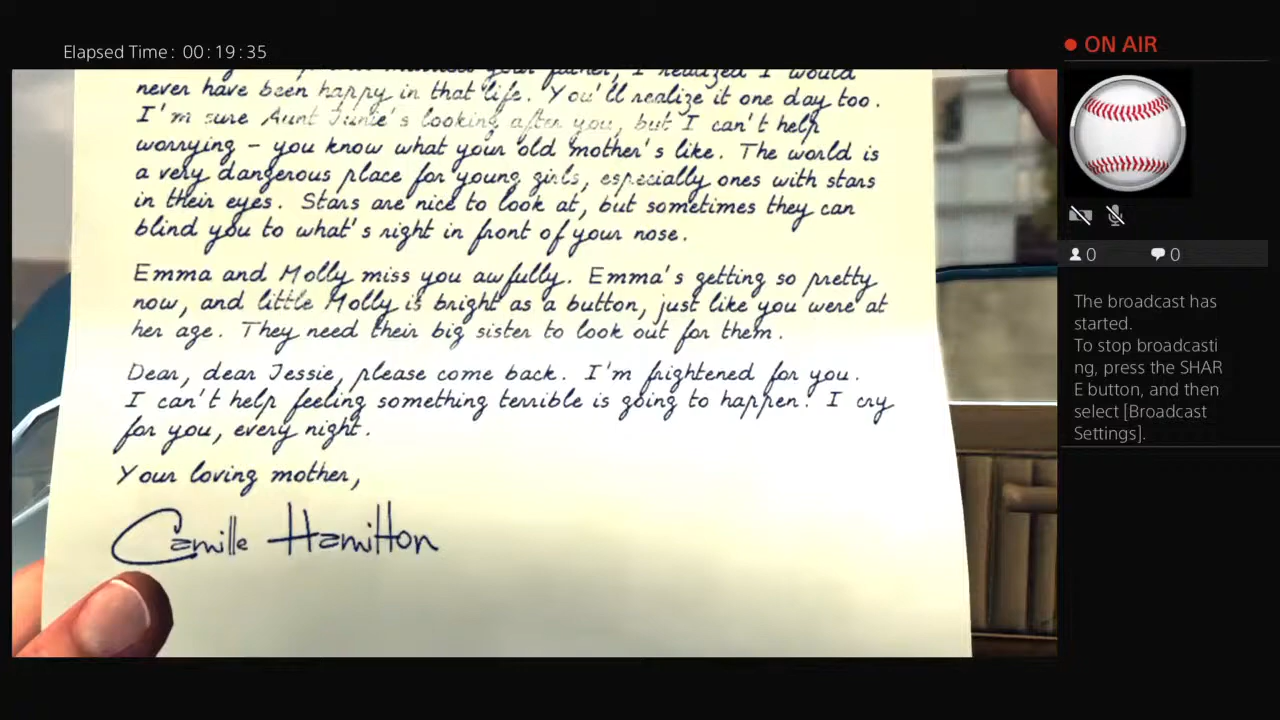 Elapsed Time: 00:19:35
ON AIR
your father, I realized I would
never have been happy in that life. You'll realize it one day too.
I'm sure Aunt Junie's looking after you, but I can't help
worrying – you know what your old mother's like. The world is
a very dangerous place for young girls, especially ones with stars
in their eyes. Stars are nice to look at, but sometimes they can
blind you to what's right in front of your nose.
Emma and Molly miss you awfully. Emma's getting so pretty
now, and little Molly is bright as a button, just like you were at
her age. They need their big sister to look out for them.
Dear, dear Jessie, please come back. I'm frightened for you.
I can't help feeling something terrible is going to happen. I cry
for you, every night.
Your loving mother,
Camille Hamilton
0
0
The broadcast has
started.
To stop broadcasti
ng, press the SHAR
E button, and then
select [Broadcast
Settings].